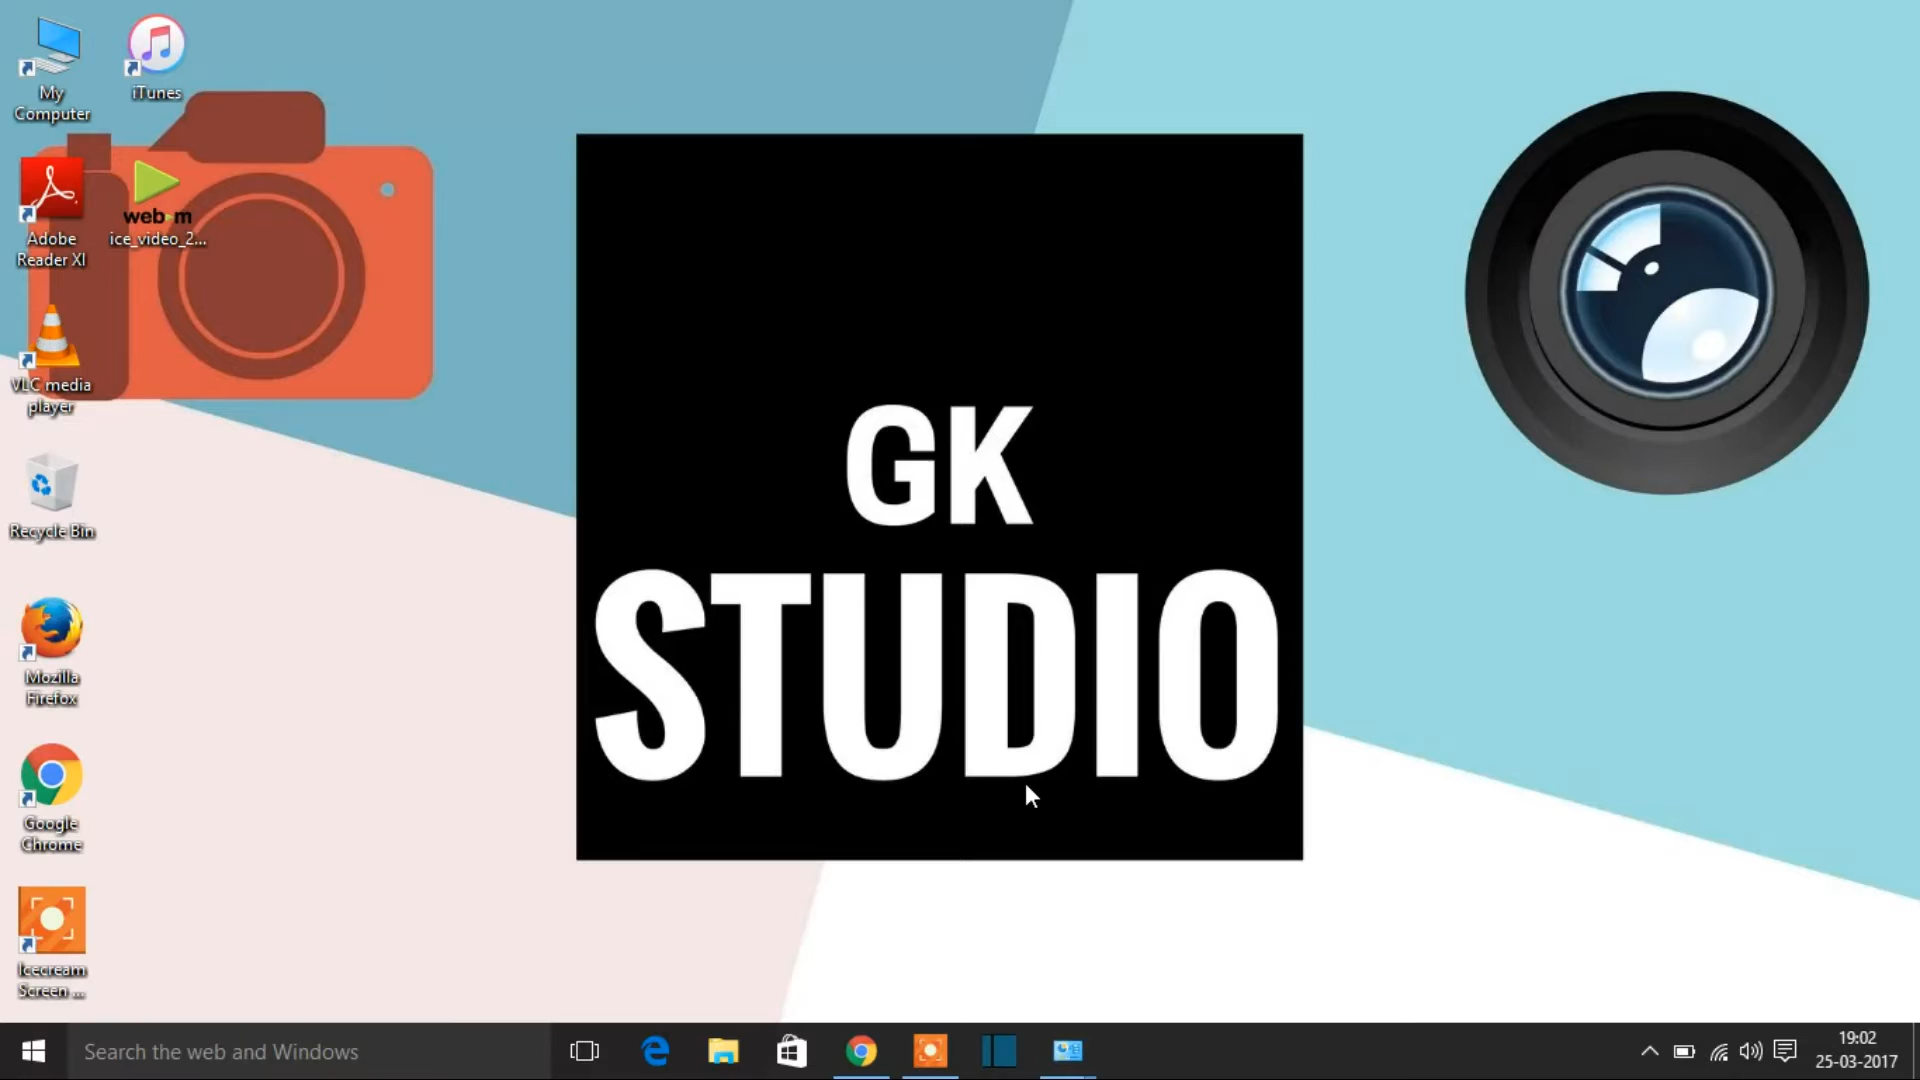 My
Computer
iTunes
Adobe
Reader XI
webm
ice_video_2...
VLC media
player
Recycle Bin
Mozilla
Firefox
Google
Chrome
Icecream
Screen ...
GK
STUDIO
Search the web and Windows
19:02
25-03-2017